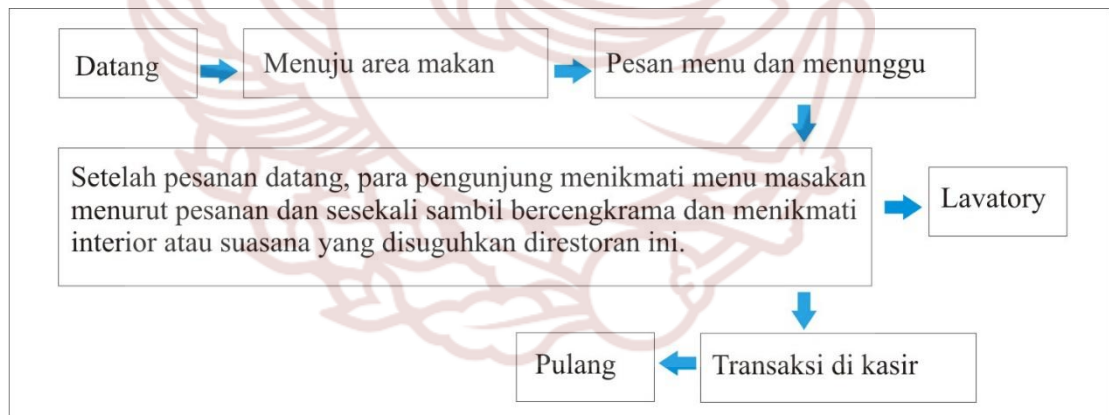 Datang
Menuju area makan
Pesan menu dan menunggu
Setelah pesanan datang, para pengunjung menikmati menu masakan
menurut pesanan dan sesekali sambil bercengkrama dan menikmati
interior atau suasana yang disuguhkan direstoran ini.
Lavatory
Pulang
Transaksi di kasir